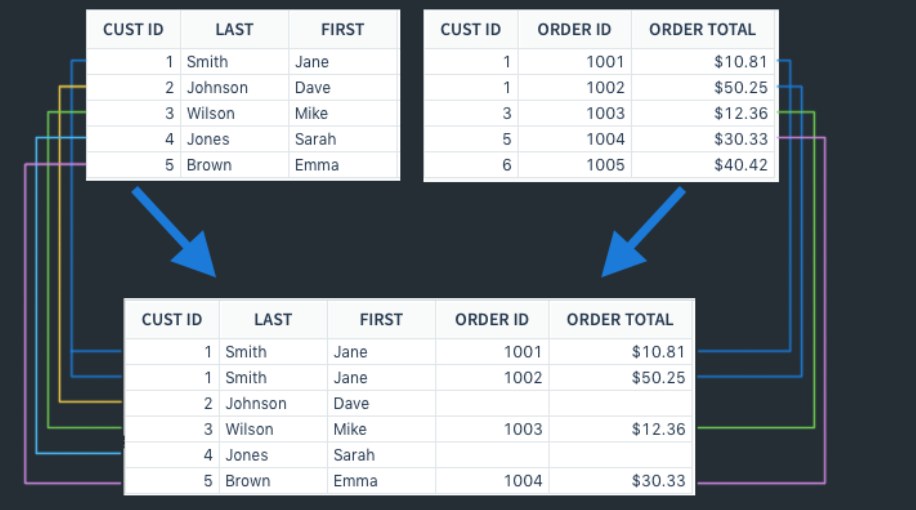 CUST ID LAST FIRST
1 Smith Jane
2 Johnson Dave
3 Wilson Mike
4 Jones Sarah
5 Brown Emma
CUST ID ORDER ID ORDER TOTAL
1 1001 $10.81
1 1002 $50.25
3 1003 $12.36
5 1004 $30.33
6 1005 $40.42
CUST ID LAST FIRST ORDER ID ORDER TOTAL
1 Smith Jane 1001 $10.81
1 Smith Jane 1002 $50.25
2 Johnson Dave
3 Wilson Mike 1003 $12.36
4 Jones Sarah
5 Brown Emma 1004 $30.33